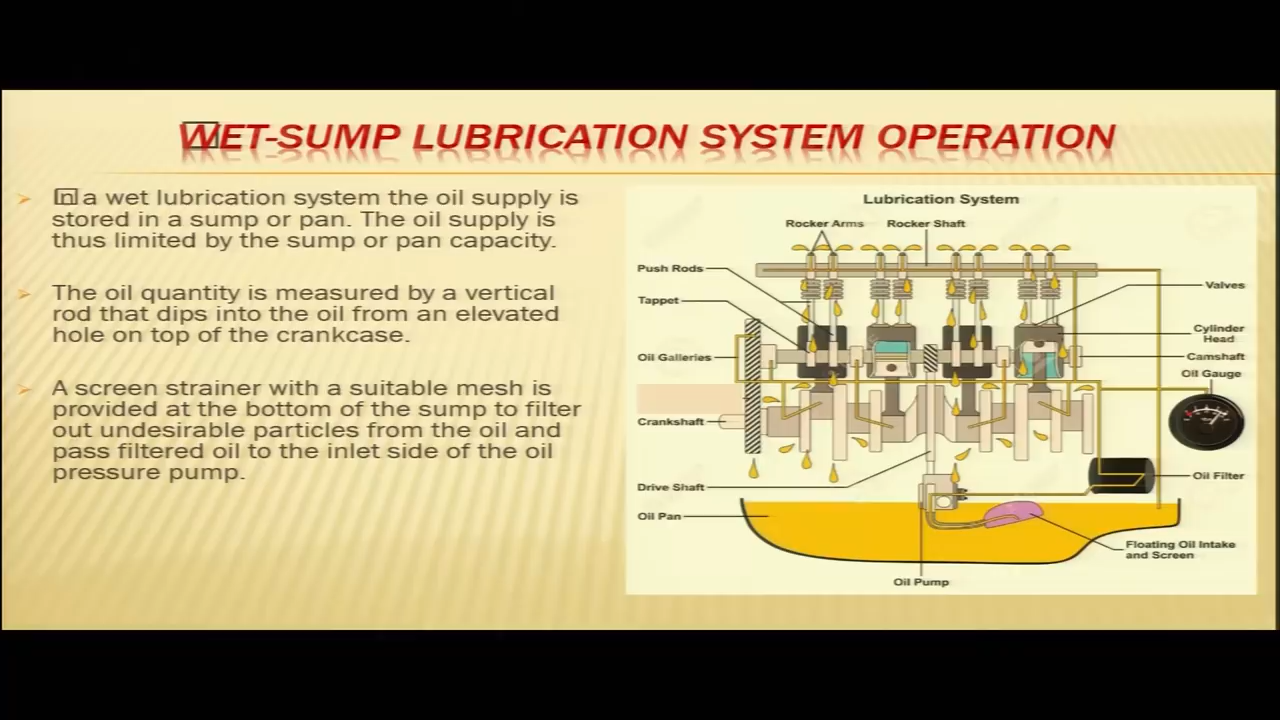 WET-SUMP LUBRICATION SYSTEM OPERATION
In a wet lubrication system the oil supply is
stored in a sump or pan. The oil supply is
thus limited by the sump or pan capacity.
The oil quantity is measured by a vertical
rod that dips into the oil from an elevated
hole on top of the crankcase.
A screen strainer with a suitable mesh is
provided at the bottom of the sump to filter
out undesirable particles from the oil and
pass filtered oil to the inlet side of the oil
pressure pump.
Lubrication System
Rocker Arms
Rocker Shaft
Push Rods
Tappet
Valves
Cylinder
Head
Oil Galleries
Camshaft
Oil Gauge
Crankshaft
Oil Filter
Drive Shaft
Oil Pan
Floating Oil Intake
and Screen
Oil Pump